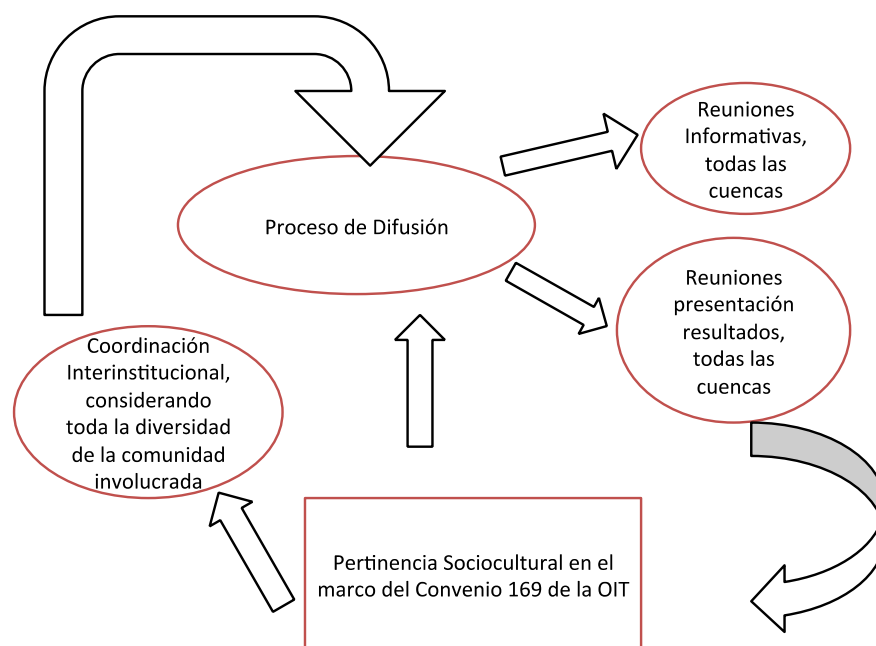 Reuniones
Informativas,
todas las
cuencas
Proceso de Difusión
Reuniones
presentación
resultados,
todas las
cuencas
Coordinación
Interinstitucional,
considerando
toda la diversidad
de la comunidad
involucrada
Pertinencia Sociocultural en el
marco del Convenio 169 de la OIT